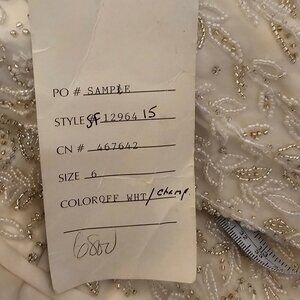 PO # SAMPLE
STYLE # SF 12964 15
CN # 467642
SIZE 6
COLOR OFF WHT / Champ.